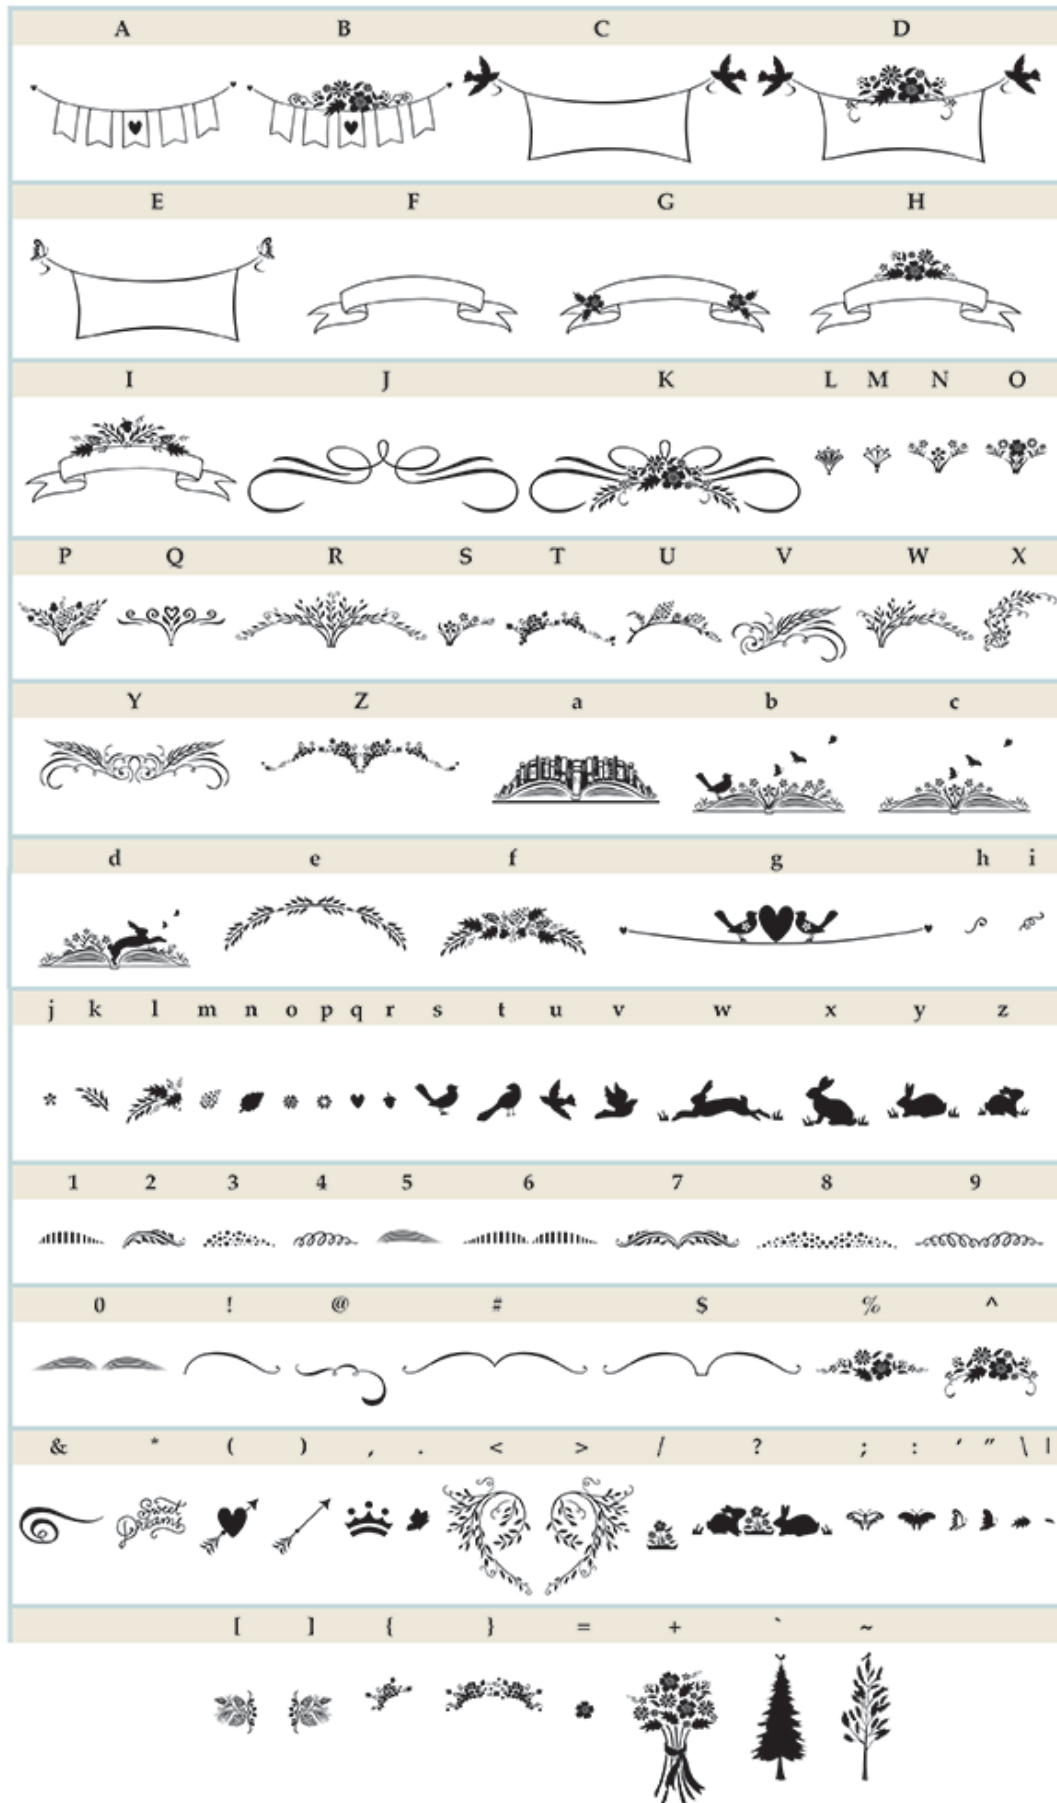 A B C D
E F G H
I J K L M N O
P Q R S T U V W X
Y Z a b c
d e f g h i
j k l m n o p q r s t u v w x y z
1 2 3 4 5 6 7 8 9
0 ! @ # $ % ^
& * ( ) , . < > / ? ; : ‘ ” \ |
Sweet
Dreams
[ ] { } = + ` ~